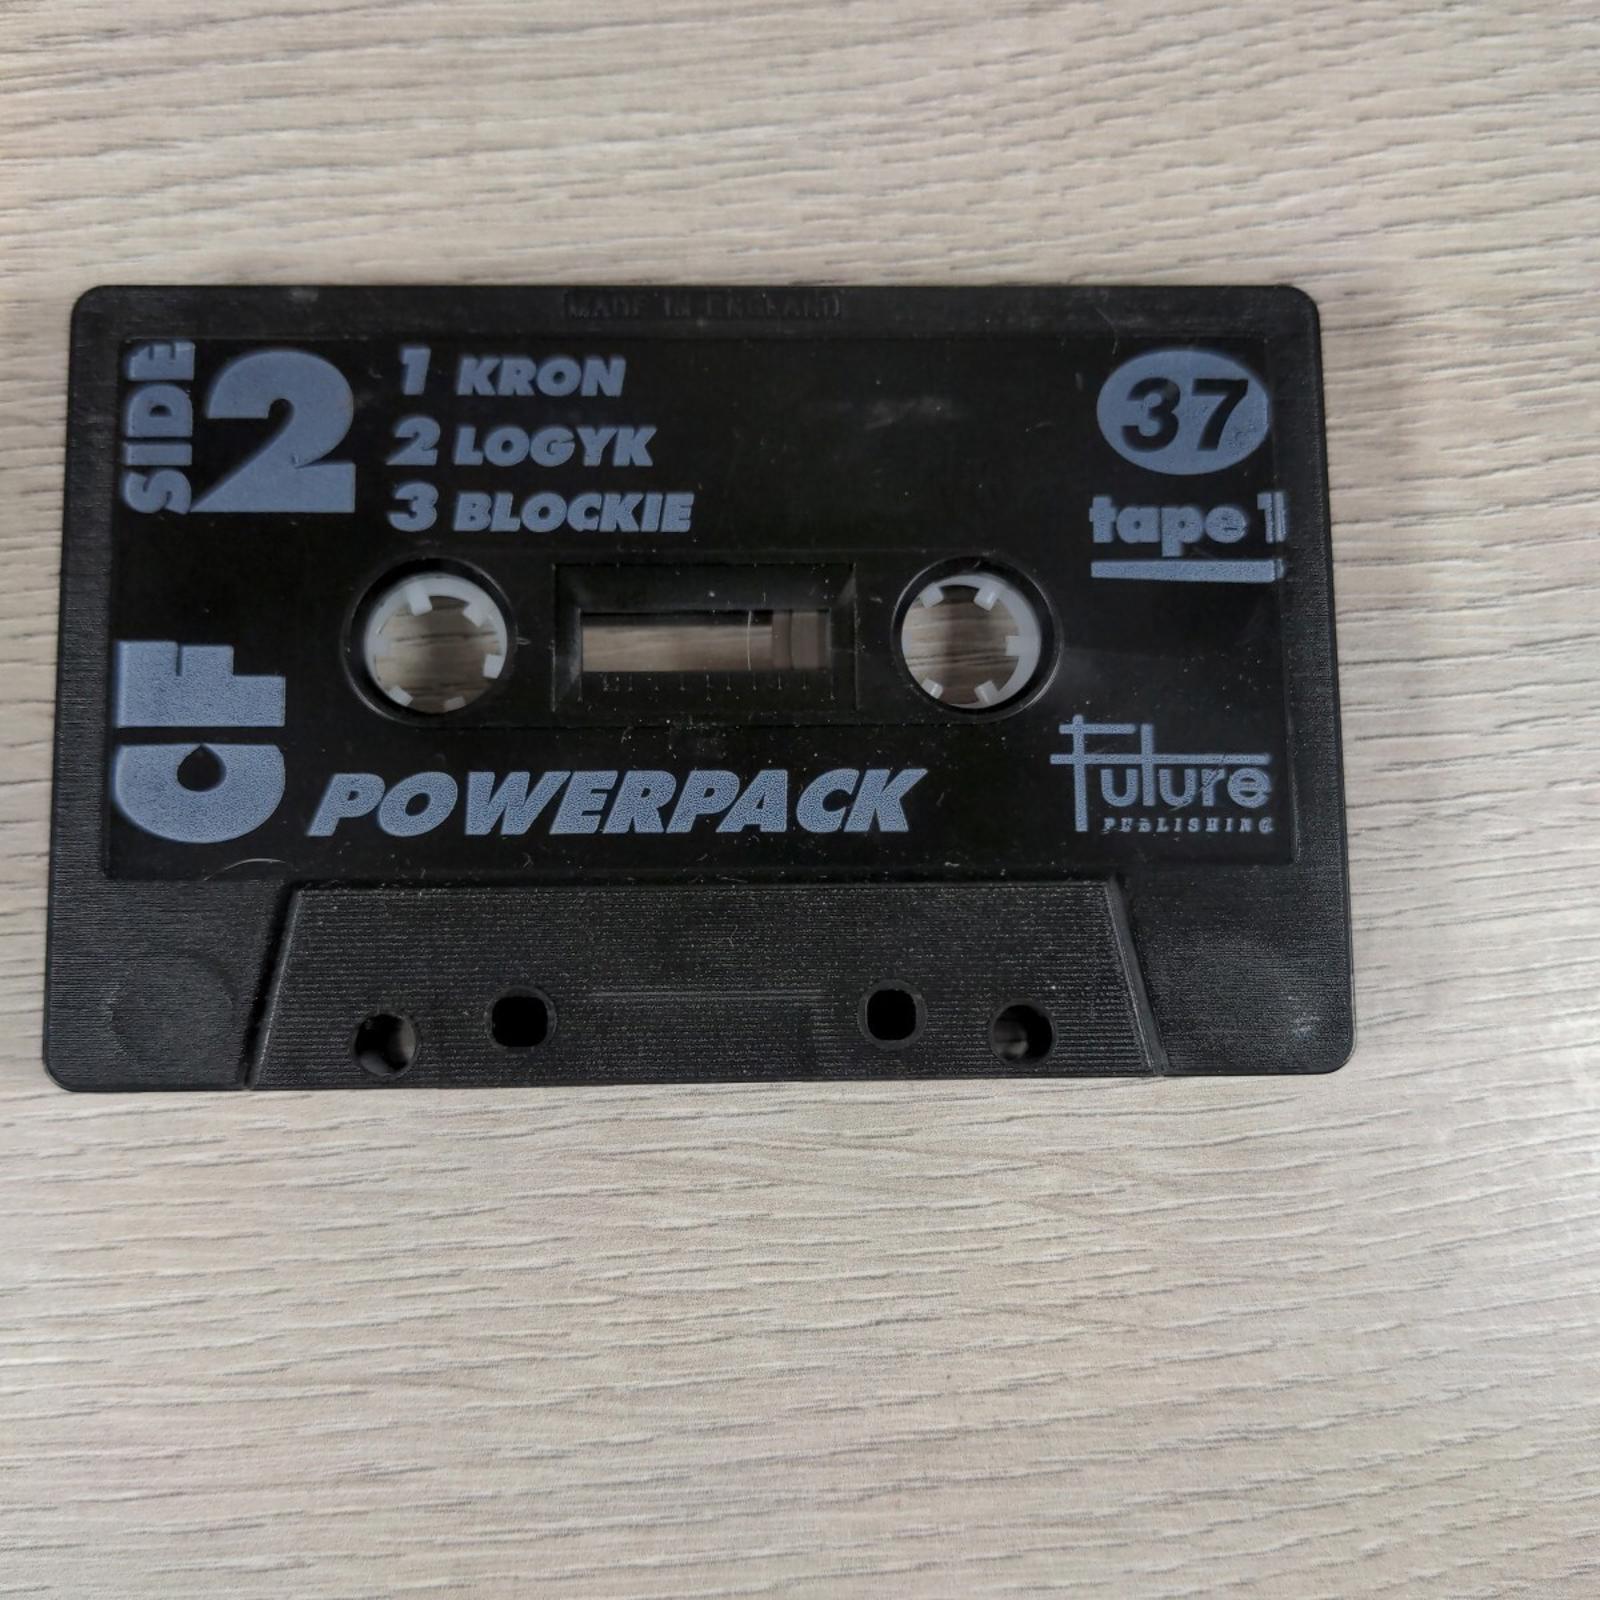 MADE IN ENGLAND
SIDE 2
1 KRON
2 LOGYK
3 BLOCKIE
37
tape 1
CF
POWERPACK
Future
PUBLISHING